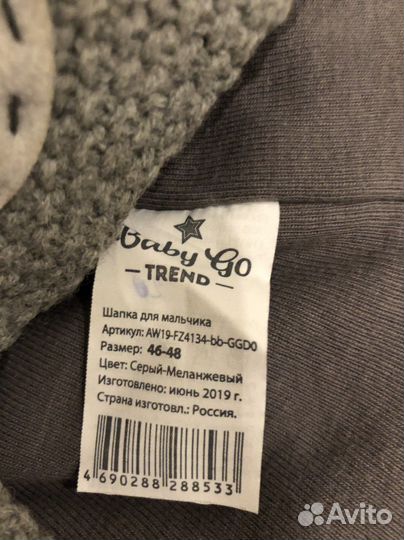 Baby GO
— TREND —
Шапка для мальчика
Артикул: AW19-FZ4134-bb-GGD0
Размер: 46-48
Цвет: Серый-Меланжевый
Изготовлено: июнь 2019 г.
Страна изготовл.: Россия.
4 690288 288533
Avito